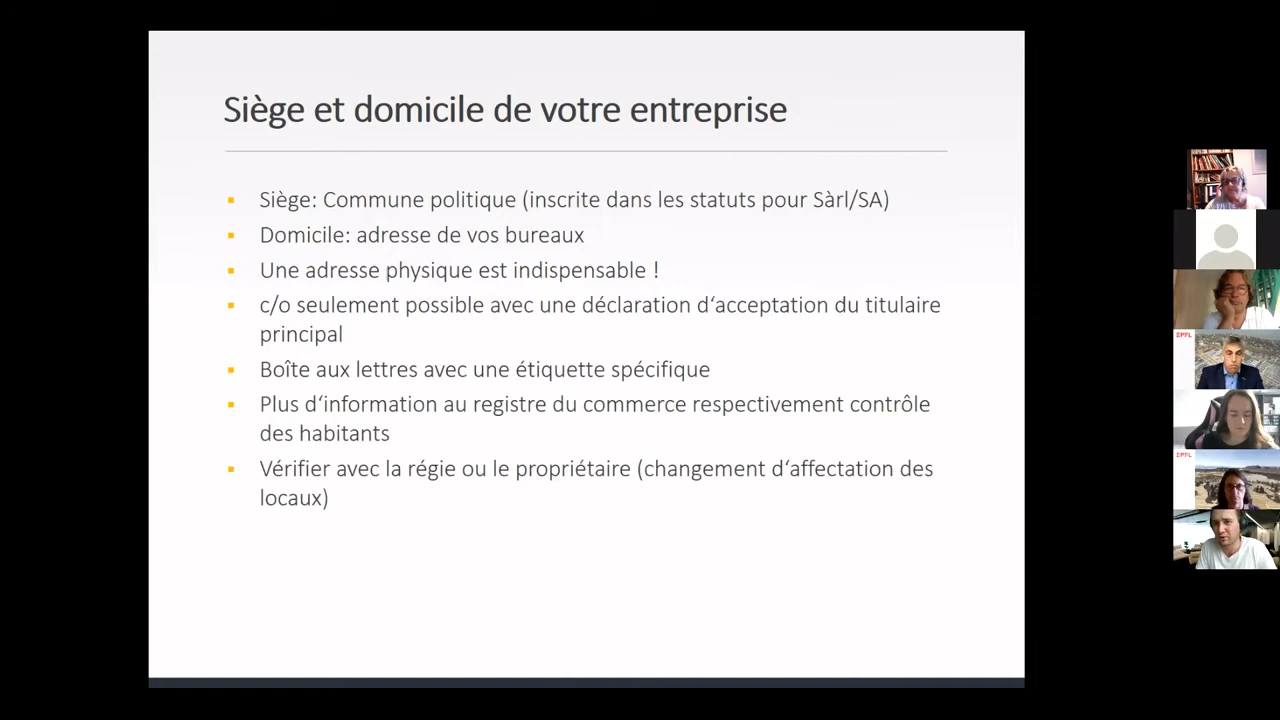 Siège et domicile de votre entreprise
Siège: Commune politique (inscrite dans les statuts pour Sàrl/SA)
Domicile: adresse de vos bureaux
Une adresse physique est indispensable !
c/o seulement possible avec une déclaration d‘acceptation du titulaire
principal
Boîte aux lettres avec une étiquette spécifique
Plus d‘information au registre du commerce respectivement contrôle
des habitants
Vérifier avec la régie ou le propriétaire (changement d‘affectation des
locaux)
EPFL
EPFL